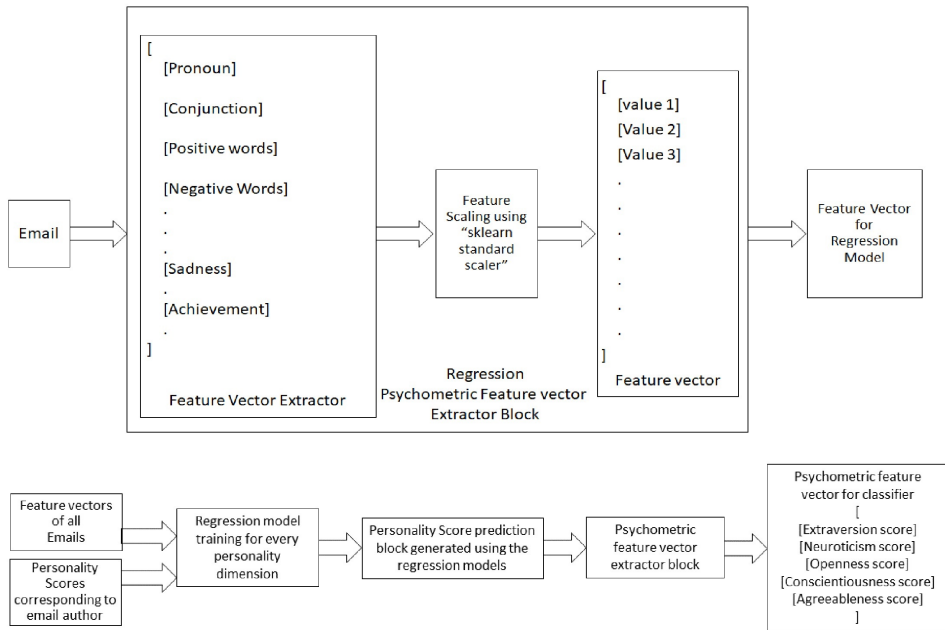 Email
[
[Pronoun]
[Conjunction]
[Positive words]
[Negative Words]
.
.
.
[Sadness]
.
[Achievement]
.
]
Feature Vector Extractor
Feature
Scaling using
“sklearn
standard
scaler”
Regression
Psychometric Feature vector
Extractor Block
[
[value 1]
[Value 2]
[Value 3]
.
.
.
.
.
.
.
]
Feature vector
Feature Vector
for
Regression
Model
Feature vectors
of all
Emails
Personality
Scores
corresponding to
email author
Regression model
training for every
personality
dimension
Personality Score prediction
block generated using the
regression models
Psychometric
feature vector
extractor block
Psychometric feature
vector for classifier
[
[Extraversion score]
[Neuroticism score]
[Openness score]
[Conscientiousness score]
[Agreeableness score]
]